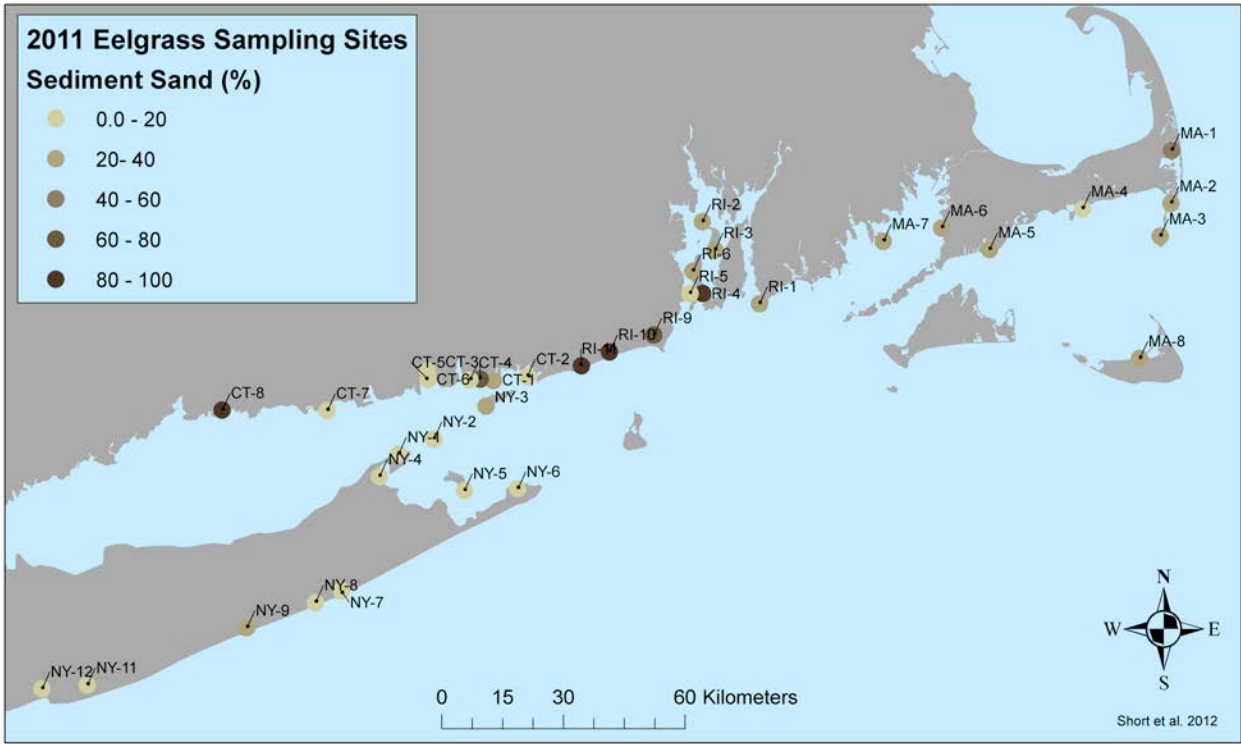 2011 Eelgrass Sampling Sites
Sediment Sand (%)
0.0 - 20
20- 40
40 - 60
60 - 80
80 - 100
MA-1
MA-2
MA-4
MA-3
RI-2
MA-6
MA-7
RI-3
MA-5
RI-6
RI-5
RI-4
RI-1
RI-9
RI-10
MA-8
RI-11
CT-5
CT-3
CT-4
CT-2
CT-6
CT-1
CT-8
CT-7
NY-3
NY-2
NY-1
NY-4
NY-5
NY-6
NY-8
NY-7
NY-9
NY-12
NY-11
N
W E
S
0 15 30 60 Kilometers
Short et al. 2012